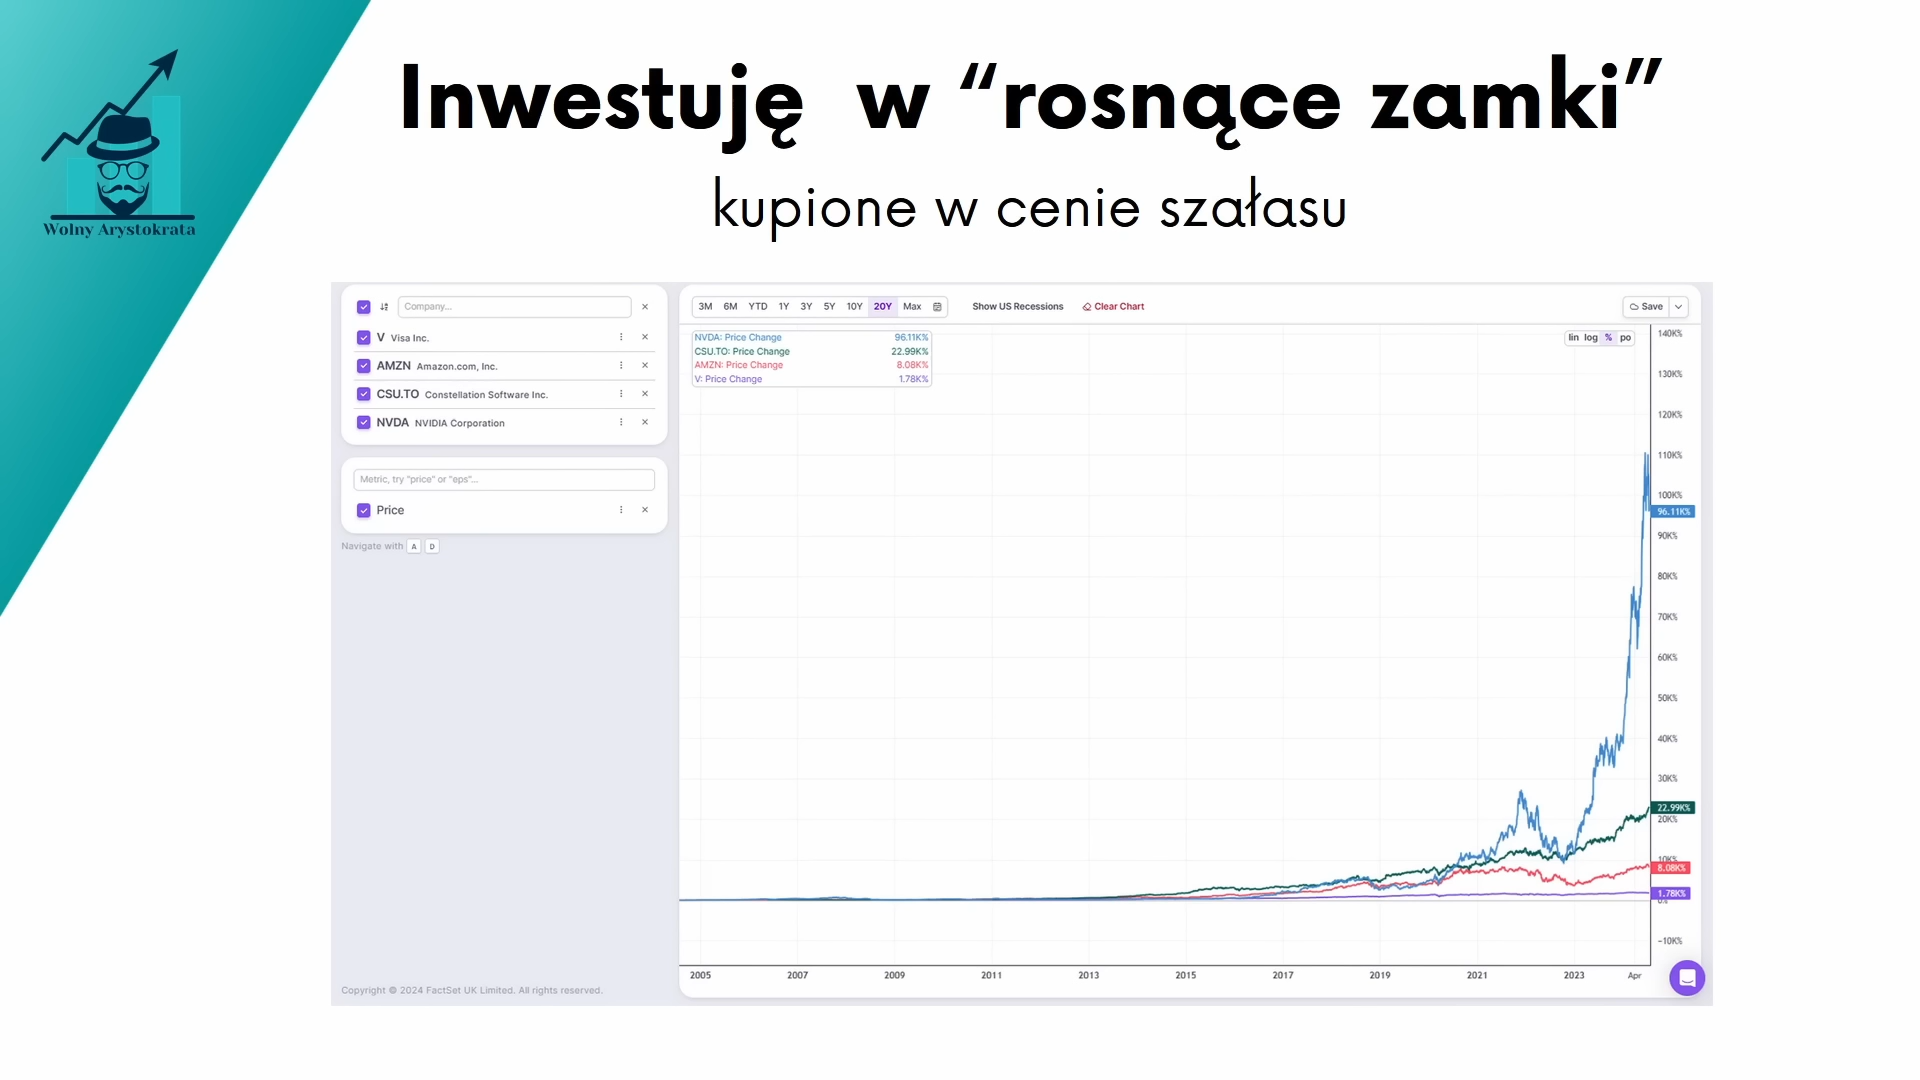 Wolny Arystokrata
Inwestuję w “rosnące zamki”
kupione w cenie szałasu
Company...
V Visa Inc.
AMZN Amazon.com, Inc.
CSU.TO Constellation Software Inc.
NVDA NVIDIA Corporation
Metric, try "price" or "eps"...
Price
Navigate with A D
Copyright © 2024 FactSet UK Limited. All rights reserved.
3M 6M YTD 1Y 3Y 5Y 10Y 20Y Max
Show US Recessions
Clear Chart
Save
NVDA: Price Change 96.11K%
CSU.TO: Price Change 22.99K%
AMZN: Price Change 8.08K%
V: Price Change 1.78K%
lin log % po
140K%
130K%
120K%
110K%
100K%
96.11K%
90K%
80K%
70K%
60K%
50K%
40K%
30K%
22.99K%
20K%
10K%
8.08K%
1.78K%
0%
−10K%
2005 2007 2009 2011 2013 2015 2017 2019 2021 2023 Apr